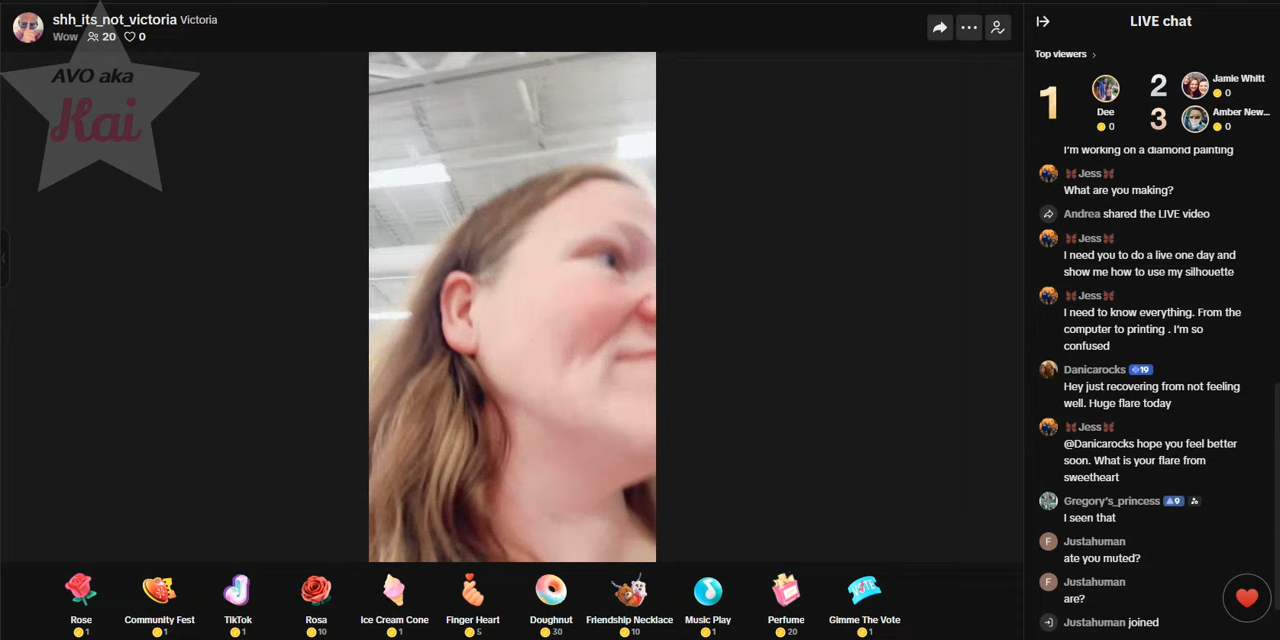 shh_its_not_victoria Victoria
Wow 20 0
AVO aka
Kai
LIVE chat
Top viewers
1
Dee
0
2
Jamie Whitt
0
3
Amber New...
0
I'm working on a diamond painting
Jess
What are you making?
Andrea shared the LIVE video
Jess
I need you to do a live one day and
show me how to use my silhouette
Jess
I need to know everything. From the
computer to printing . I'm so
confused
Danicarocks 19
Hey just recovering from not feeling
well. Huge flare today
Jess
@Danicarocks hope you feel better
soon. What is your flare from
sweetheart
Gregory's_princess 9
I seen that
F Justahuman
ate you muted?
F Justahuman
are?
Justahuman joined
VOTE
Rose
1
Community Fest
1
TikTok
1
Rosa
10
Ice Cream Cone
1
Finger Heart
5
Doughnut
30
Friendship Necklace
10
Music Play
1
Perfume
20
Gimme The Vote
1